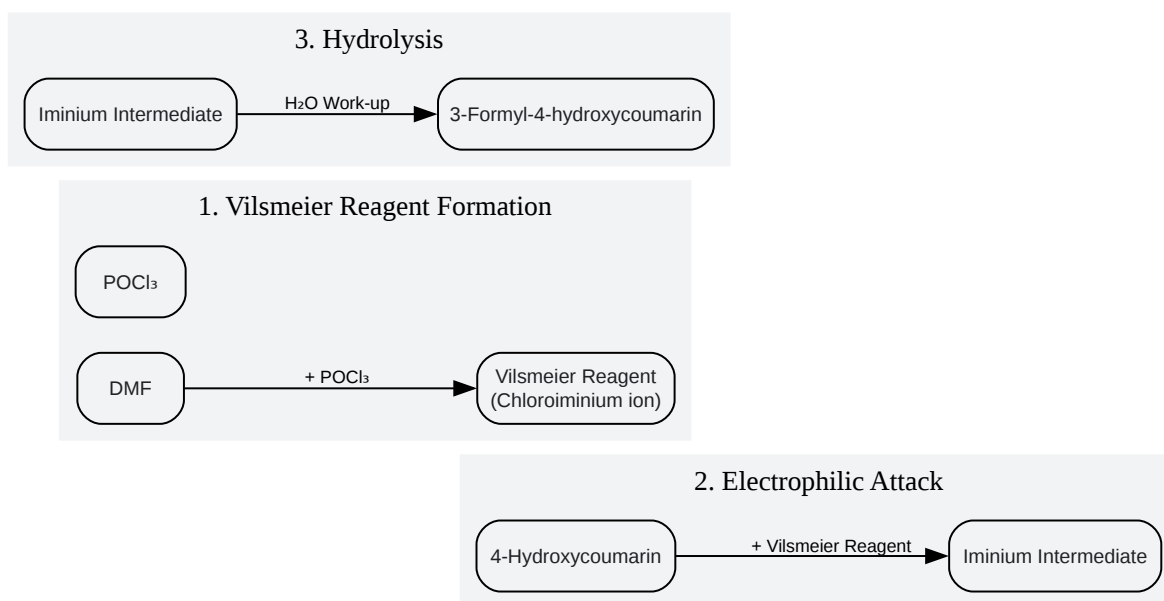 3. Hydrolysis
Iminium Intermediate
H₂O Work-up
3-Formyl-4-hydroxycoumarin
1. Vilsmeier Reagent Formation
POCl₃
DMF
+ POCl₃
Vilsmeier Reagent
(Chloroiminium ion)
2. Electrophilic Attack
4-Hydroxycoumarin
+ Vilsmeier Reagent
Iminium Intermediate